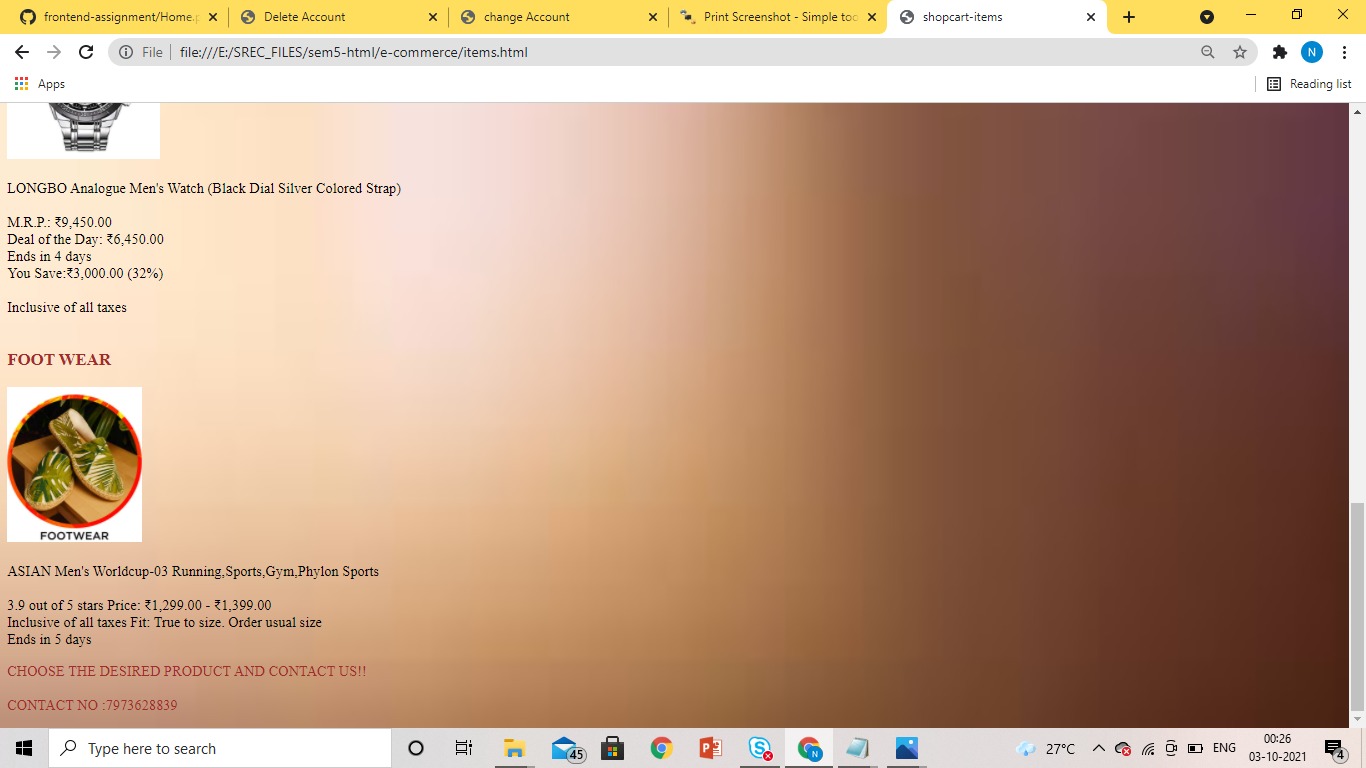 frontend-assignment/Home.p
Delete Account
change Account
Print Screenshot - Simple too
shopcart-items
File
file:///E:/SREC_FILES/sem5-html/e-commerce/items.html
N
Apps
Reading list
LONGBO Analogue Men's Watch (Black Dial Silver Colored Strap)
M.R.P.: ₹9,450.00
Deal of the Day: ₹6,450.00
Ends in 4 days
You Save:₹3,000.00 (32%)
Inclusive of all taxes
FOOT WEAR
FOOTWEAR
ASIAN Men's Worldcup-03 Running,Sports,Gym,Phylon Sports
3.9 out of 5 stars Price: ₹1,299.00 - ₹1,399.00
Inclusive of all taxes Fit: True to size. Order usual size
Ends in 5 days
CHOOSE THE DESIRED PRODUCT AND CONTACT US!!
CONTACT NO :7973628839
Type here to search
45
N
27°C
ENG
00:26
03-10-2021
4